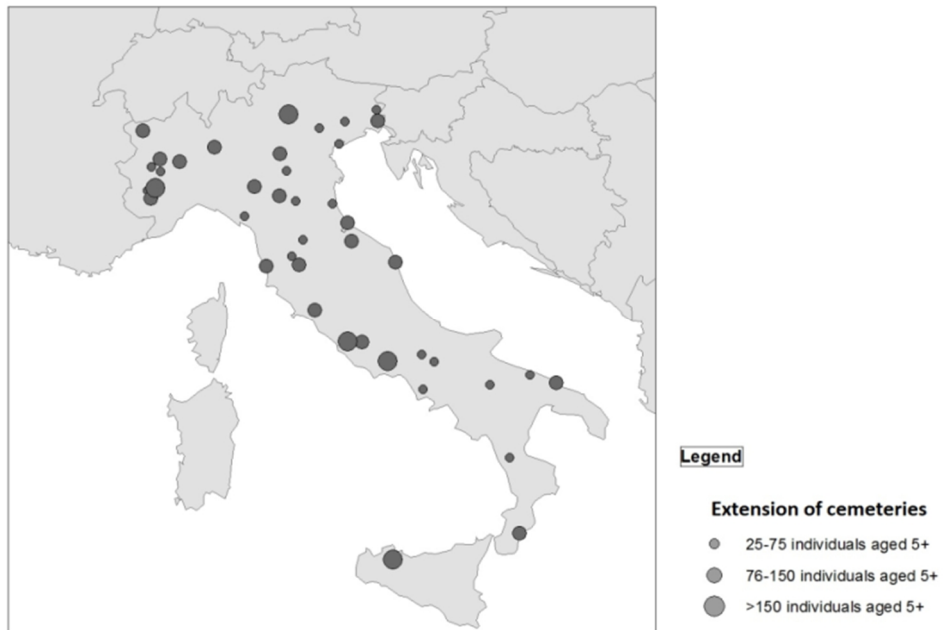 Legend
Extension of cemeteries
25-75 individuals aged 5+
76-150 individuals aged 5+
>150 individuals aged 5+